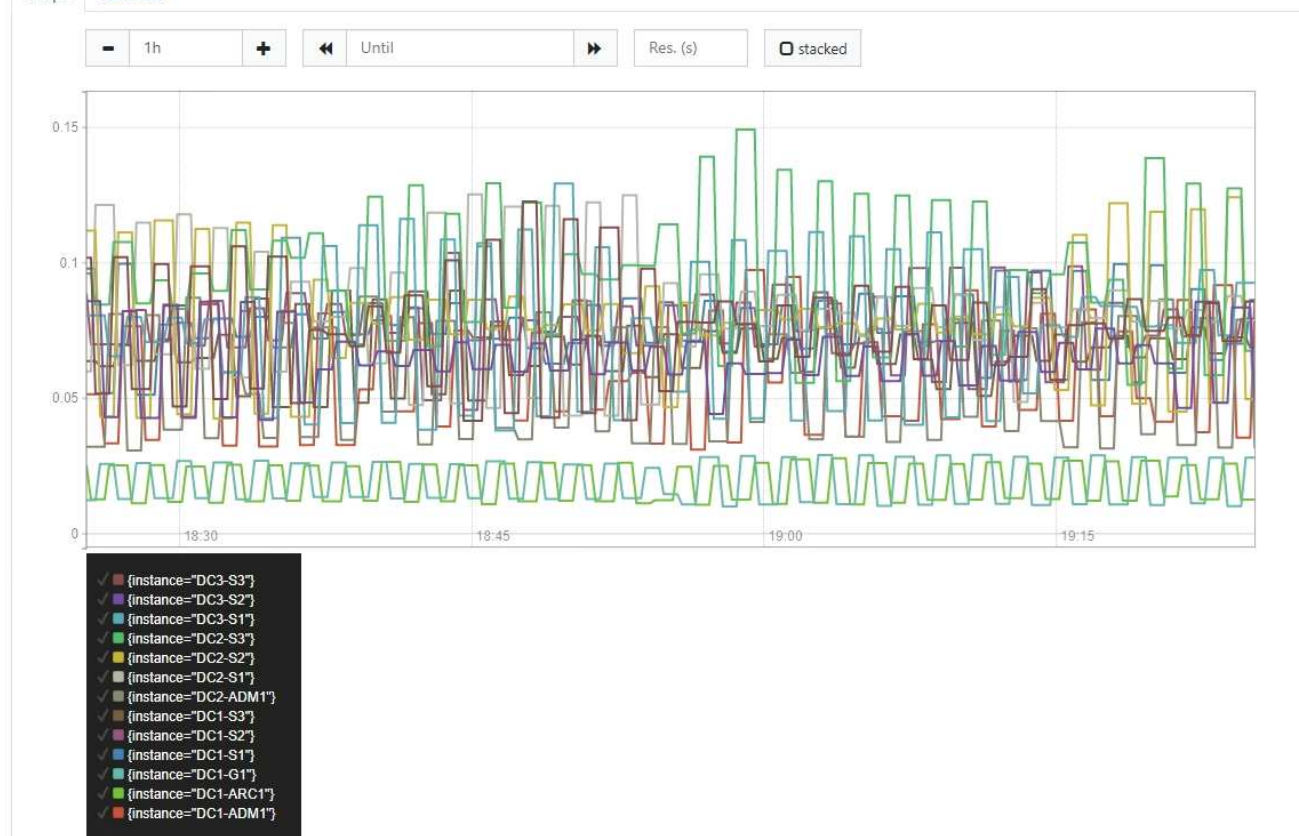 1h Until Res. (s) stacked
0.15
0.1
0.05
0
18:30 18:45 19:00 19:15
{instance="DC3-S3"}
{instance="DC3-S2"}
{instance="DC3-S1"}
{instance="DC2-S3"}
{instance="DC2-S2"}
{instance="DC2-S1"}
{instance="DC2-ADM1"}
{instance="DC1-S3"}
{instance="DC1-S2"}
{instance="DC1-S1"}
{instance="DC1-G1"}
{instance="DC1-ARC1"}
{instance="DC1-ADM1"}